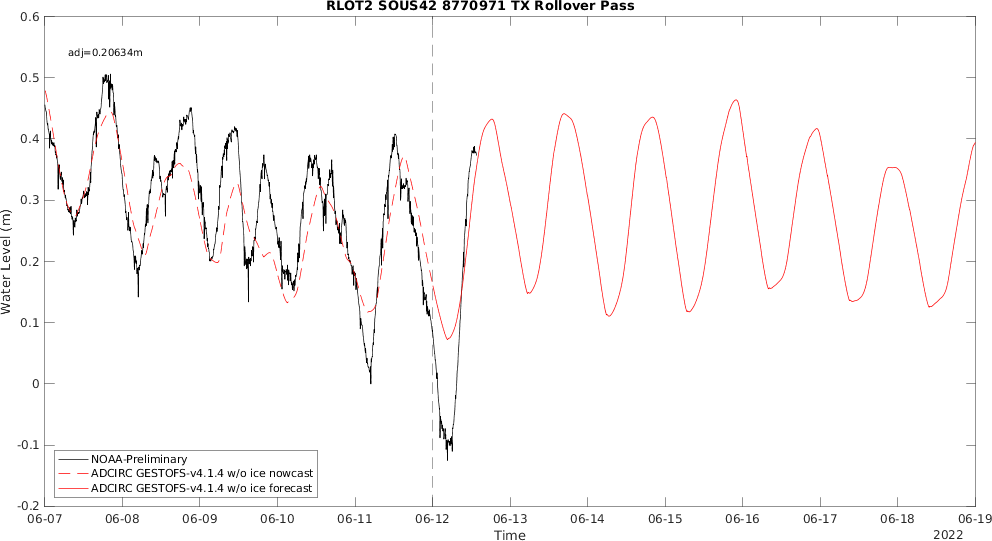 RLOT2 SOUS42 8770971 TX Rollover Pass
adj=0.20634m
0.6
0.5
0.4
0.3
0.2
0.1
0
-0.1
-0.2
Water Level (m)
NOAA-Preliminary
ADCIRC GESTOFS-v4.1.4 w/o ice nowcast
ADCIRC GESTOFS-v4.1.4 w/o ice forecast
06-07 06-08 06-09 06-10 06-11 06-12 06-13 06-14 06-15 06-16 06-17 06-18 06-19
Time
2022